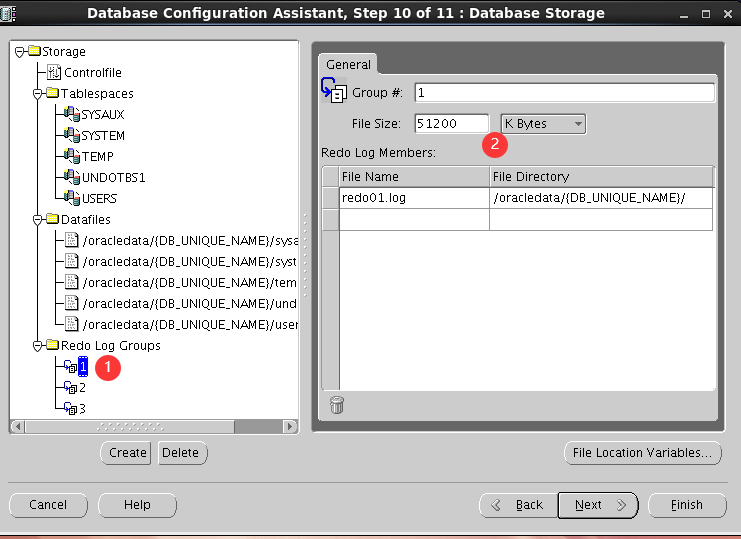 Database Configuration Assistant, Step 10 of 11 : Database Storage
Storage
Controlfile
Tablespaces
SYSAUX
SYSTEM
TEMP
UNDOTBS1
USERS
Datafiles
/oracledata/{DB_UNIQUE_NAME}/sysa
/oracledata/{DB_UNIQUE_NAME}/syst
/oracledata/{DB_UNIQUE_NAME}/tem
/oracledata/{DB_UNIQUE_NAME}/und
/oracledata/{DB_UNIQUE_NAME}/user
Redo Log Groups
1 1
2
3
Create Delete
General
Group #: 1
File Size: 51200 K Bytes
2
Redo Log Members:
File Name File Directory
redo01.log /oracledata/{DB_UNIQUE_NAME}/
File Location Variables...
Cancel Help Back Next Finish